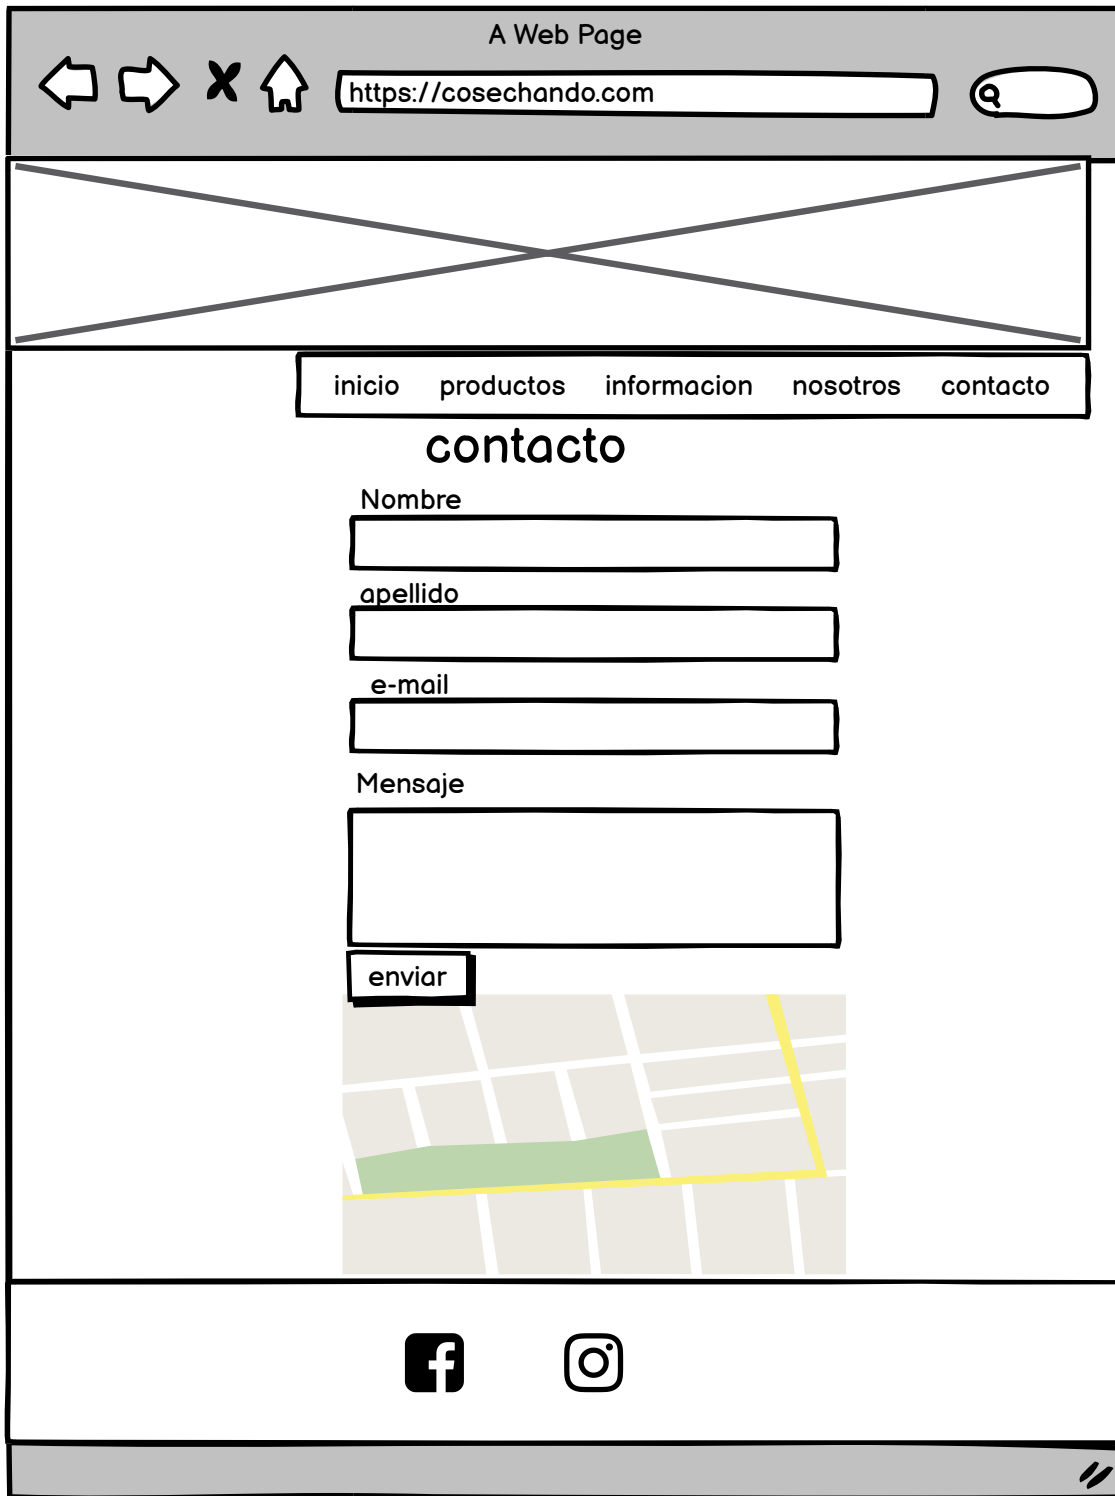 A Web Page
https://cosechando.com
inicio productos informacion nosotros contacto
contacto
Nombre
apellido
e-mail
Mensaje
enviar